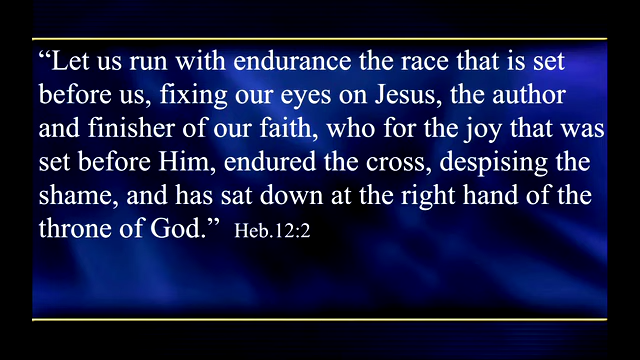 “Let us run with endurance the race that is set
before us, fixing our eyes on Jesus, the author
and finisher of our faith, who for the joy that was
set before Him, endured the cross, despising the
shame, and has sat down at the right hand of the
throne of God.” Heb.12:2